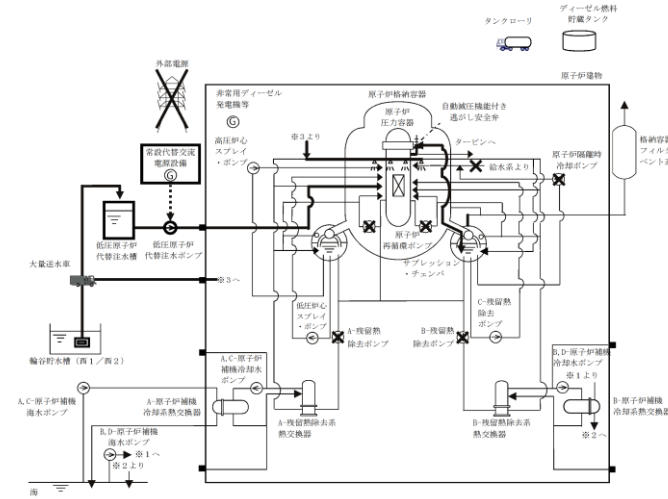 ディーゼル燃料
貯蔵タンク
タンクローリ
外部電源
原子炉建物
非常用ディーゼル
発電機等
G
原子炉格納容器
原子炉
圧力容器
自動減圧機能付き
逃がし安全弁
タービンへ
※3より
高圧炉心
スプレイ
・ポンプ
給水系より
原子炉隔離時
冷却ポンプ
格納容器
フィル
ベント系
常設代替交流
電源設備
G
低圧原子炉
代替注水槽
低圧原子炉
代替注水ポンプ
原子炉
再循環ポンプ
サプレッション
・チェンバ
大量送水車
※3へ
低圧炉心
スプレイ
・ポンプ
A-残留熱
除去ポンプ
B-残留熱
除去ポンプ
C-残留熱
除去
ポンプ
輪谷貯水槽(西1/西2)
A,C-原子炉
補機冷却水
ポンプ
B,D-原子炉補機
冷却水ポンプ
※1より
A,C-原子炉補機
海水ポンプ
A-原子炉補機
冷却系熱交換器
B-原子炉補機
冷却系熱交換器
A-残留熱除去系
熱交換器
B-残留熱除去系
熱交換器
B,D-原子炉補機
海水ポンプ
※1へ
※2より
※2へ
海